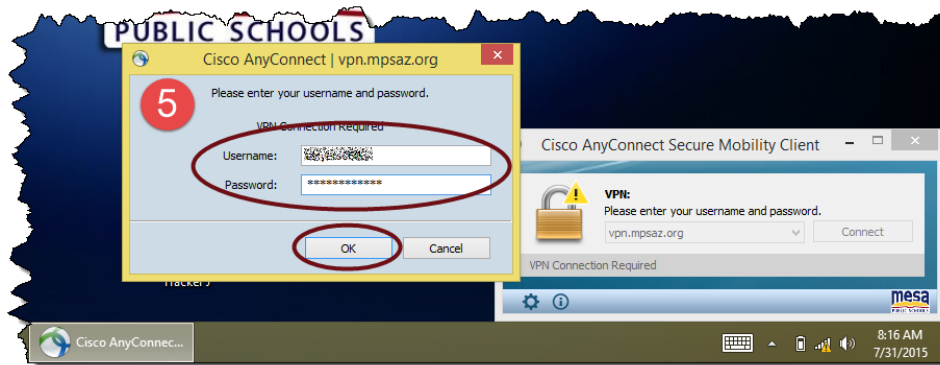 PUBLIC SCHOOLS
Cisco AnyConnect | vpn.mpsaz.org
5
Please enter your username and password.
VPN Connection Required
Username:
Password: ************
OK Cancel
Cisco AnyConnect Secure Mobility Client
VPN:
Please enter your username and password.
vpn.mpsaz.org Connect
VPN Connection Required
mesa
PUBLIC SCHOOLS
Cisco AnyConnec...
8:16 AM
7/31/2015